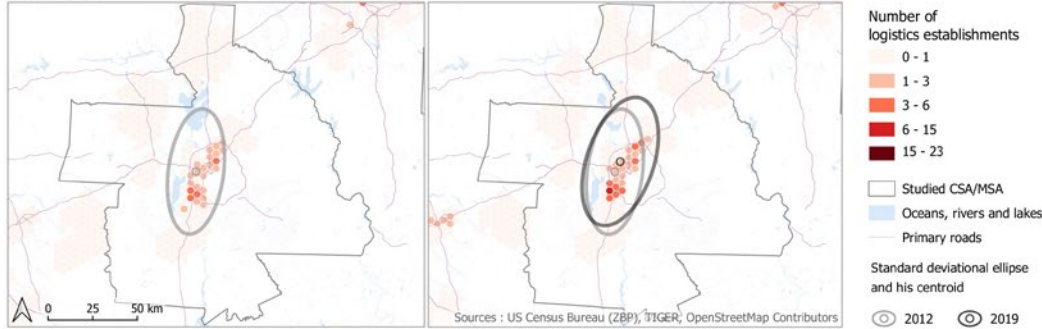 0 25 50 km
Sources : US Census Bureau (ZBP), TIGER, OpenStreetMap Contributors
Number of
logistics establishments
0 - 1
1 - 3
3 - 6
6 - 15
15 - 23
Studied CSA/MSA
Oceans, rivers and lakes
Primary roads
Standard deviational ellipse
and his centroid
2012 2019